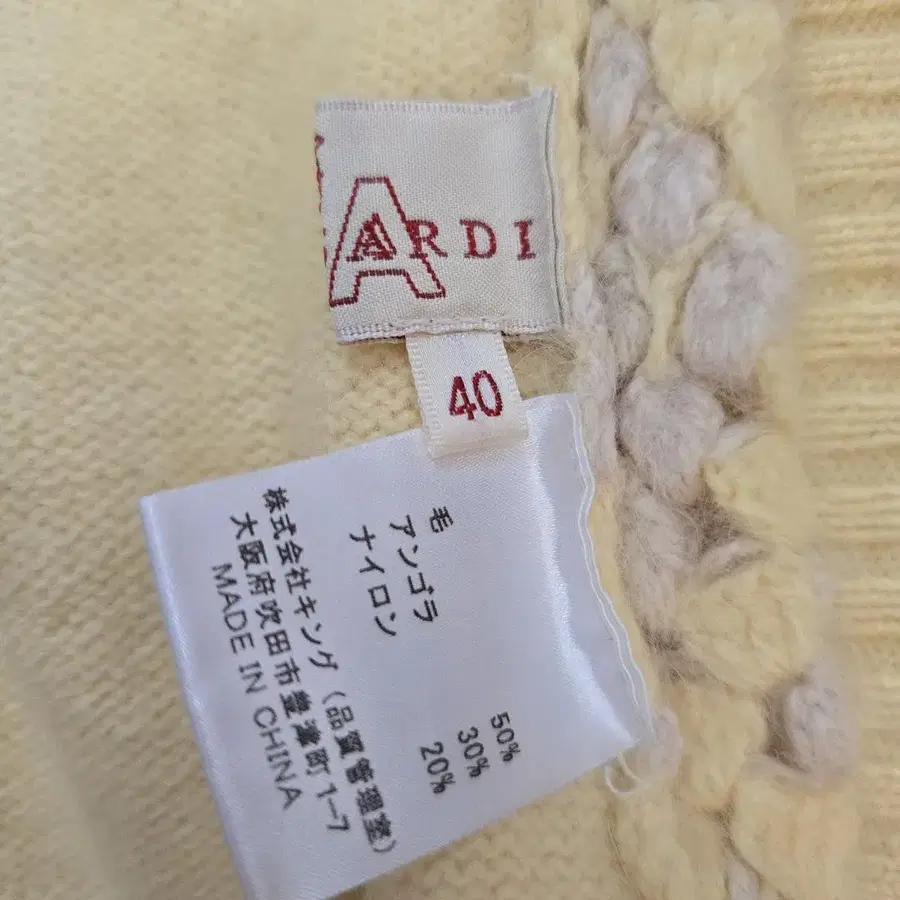 ARDI
A
40
毛 50%
アンゴラ 30%
ナイロン 20%
株式会社キング(品質管理室)
大阪府吹田市豊津町1-7
MADE IN CHINA